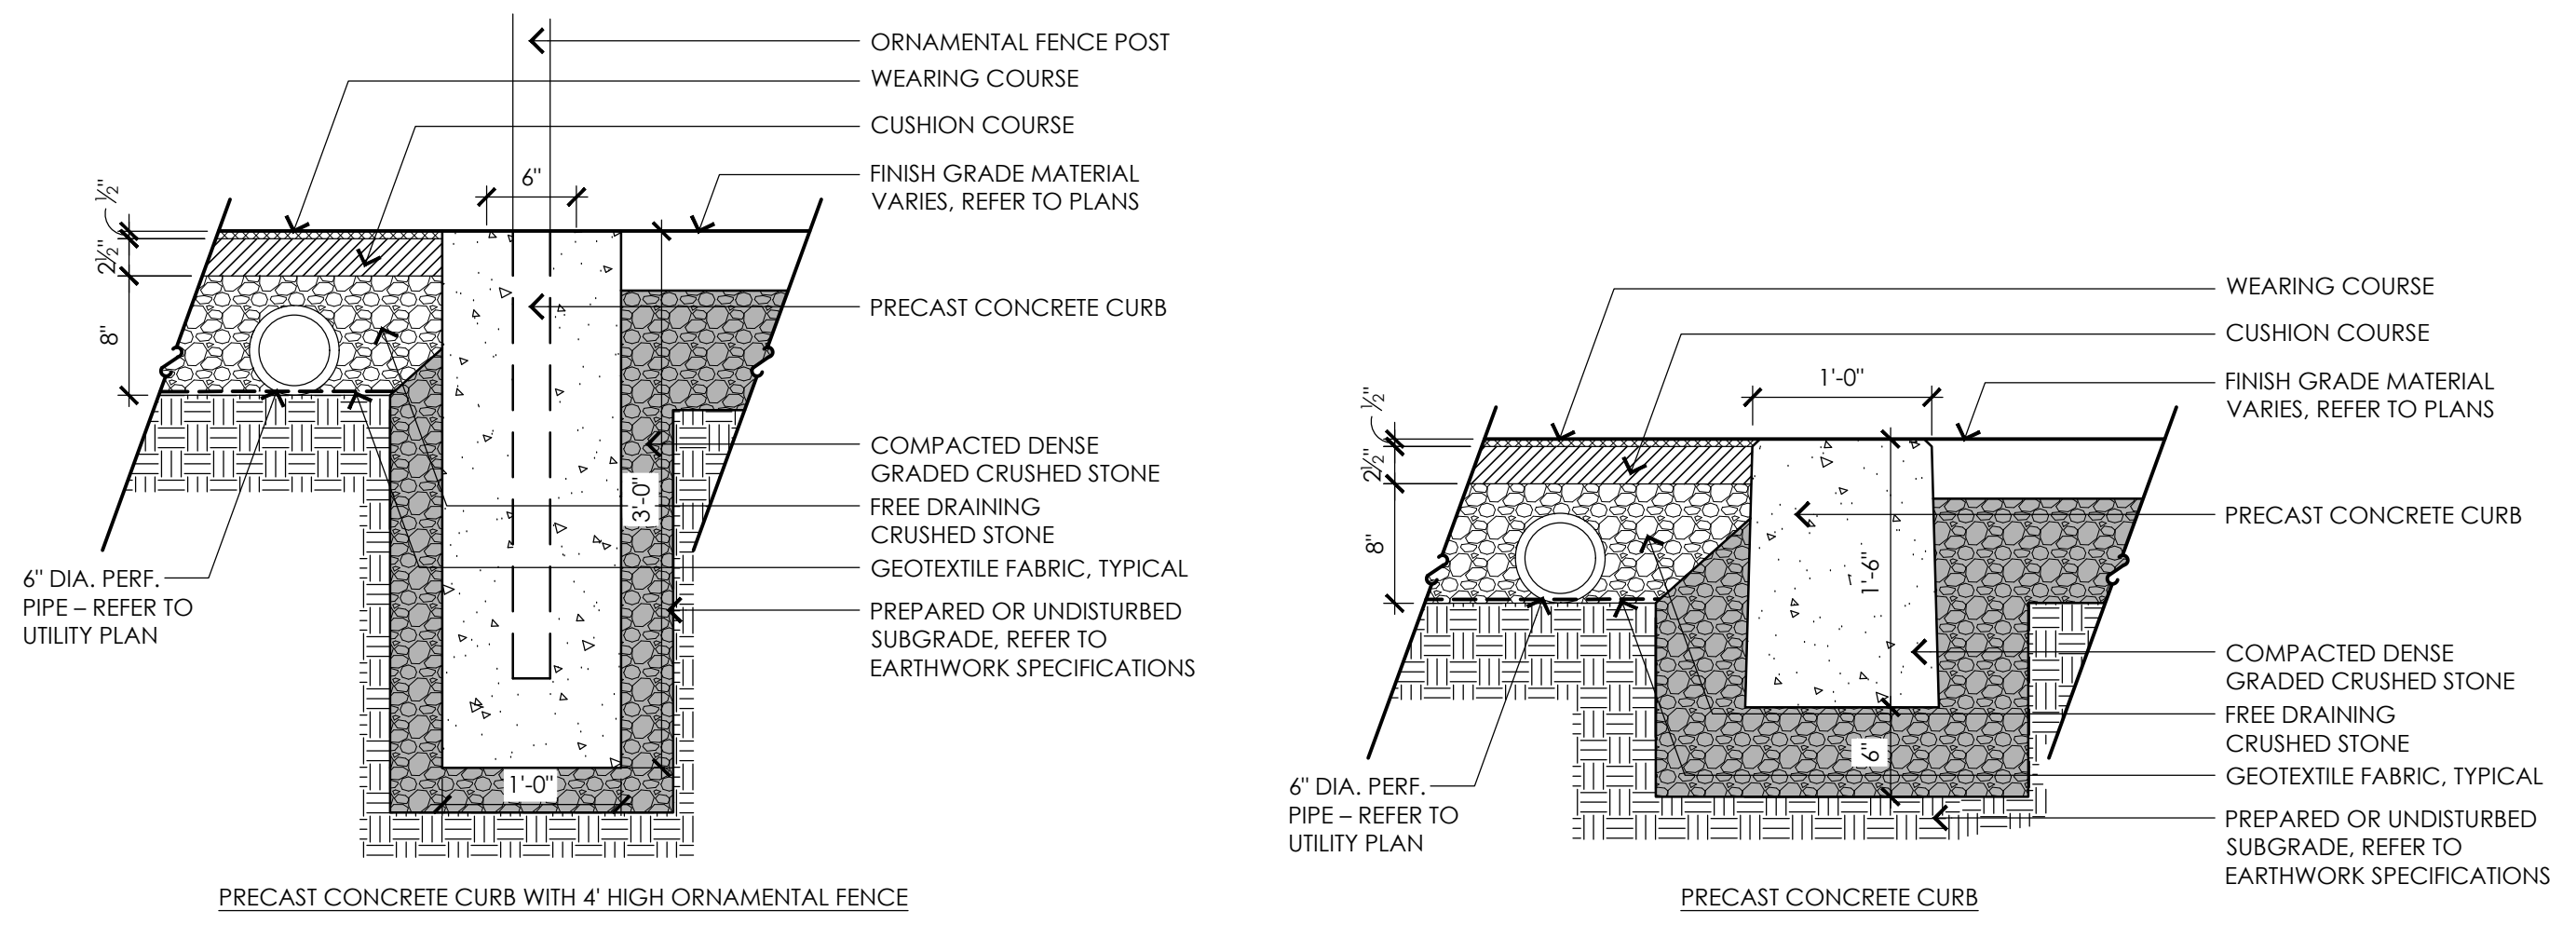 ORNAMENTAL FENCE POST
WEARING COURSE
CUSHION COURSE
FINISH GRADE MATERIAL
VARIES, REFER TO PLANS
6"
½"
2½"
8"
PRECAST CONCRETE CURB
COMPACTED DENSE
GRADED CRUSHED STONE
3'-0"
FREE DRAINING
CRUSHED STONE
GEOTEXTILE FABRIC, TYPICAL
6" DIA. PERF.
PIPE – REFER TO
UTILITY PLAN
PREPARED OR UNDISTURBED
SUBGRADE, REFER TO
EARTHWORK SPECIFICATIONS
1'-0"
PRECAST CONCRETE CURB WITH 4' HIGH ORNAMENTAL FENCE
WEARING COURSE
CUSHION COURSE
FINISH GRADE MATERIAL
VARIES, REFER TO PLANS
1'-0"
½"
2½"
8"
PRECAST CONCRETE CURB
1'-9"
COMPACTED DENSE
GRADED CRUSHED STONE
FREE DRAINING
CRUSHED STONE
6"
GEOTEXTILE FABRIC, TYPICAL
6" DIA. PERF.
PIPE – REFER TO
UTILITY PLAN
PREPARED OR UNDISTURBED
SUBGRADE, REFER TO
EARTHWORK SPECIFICATIONS
PRECAST CONCRETE CURB